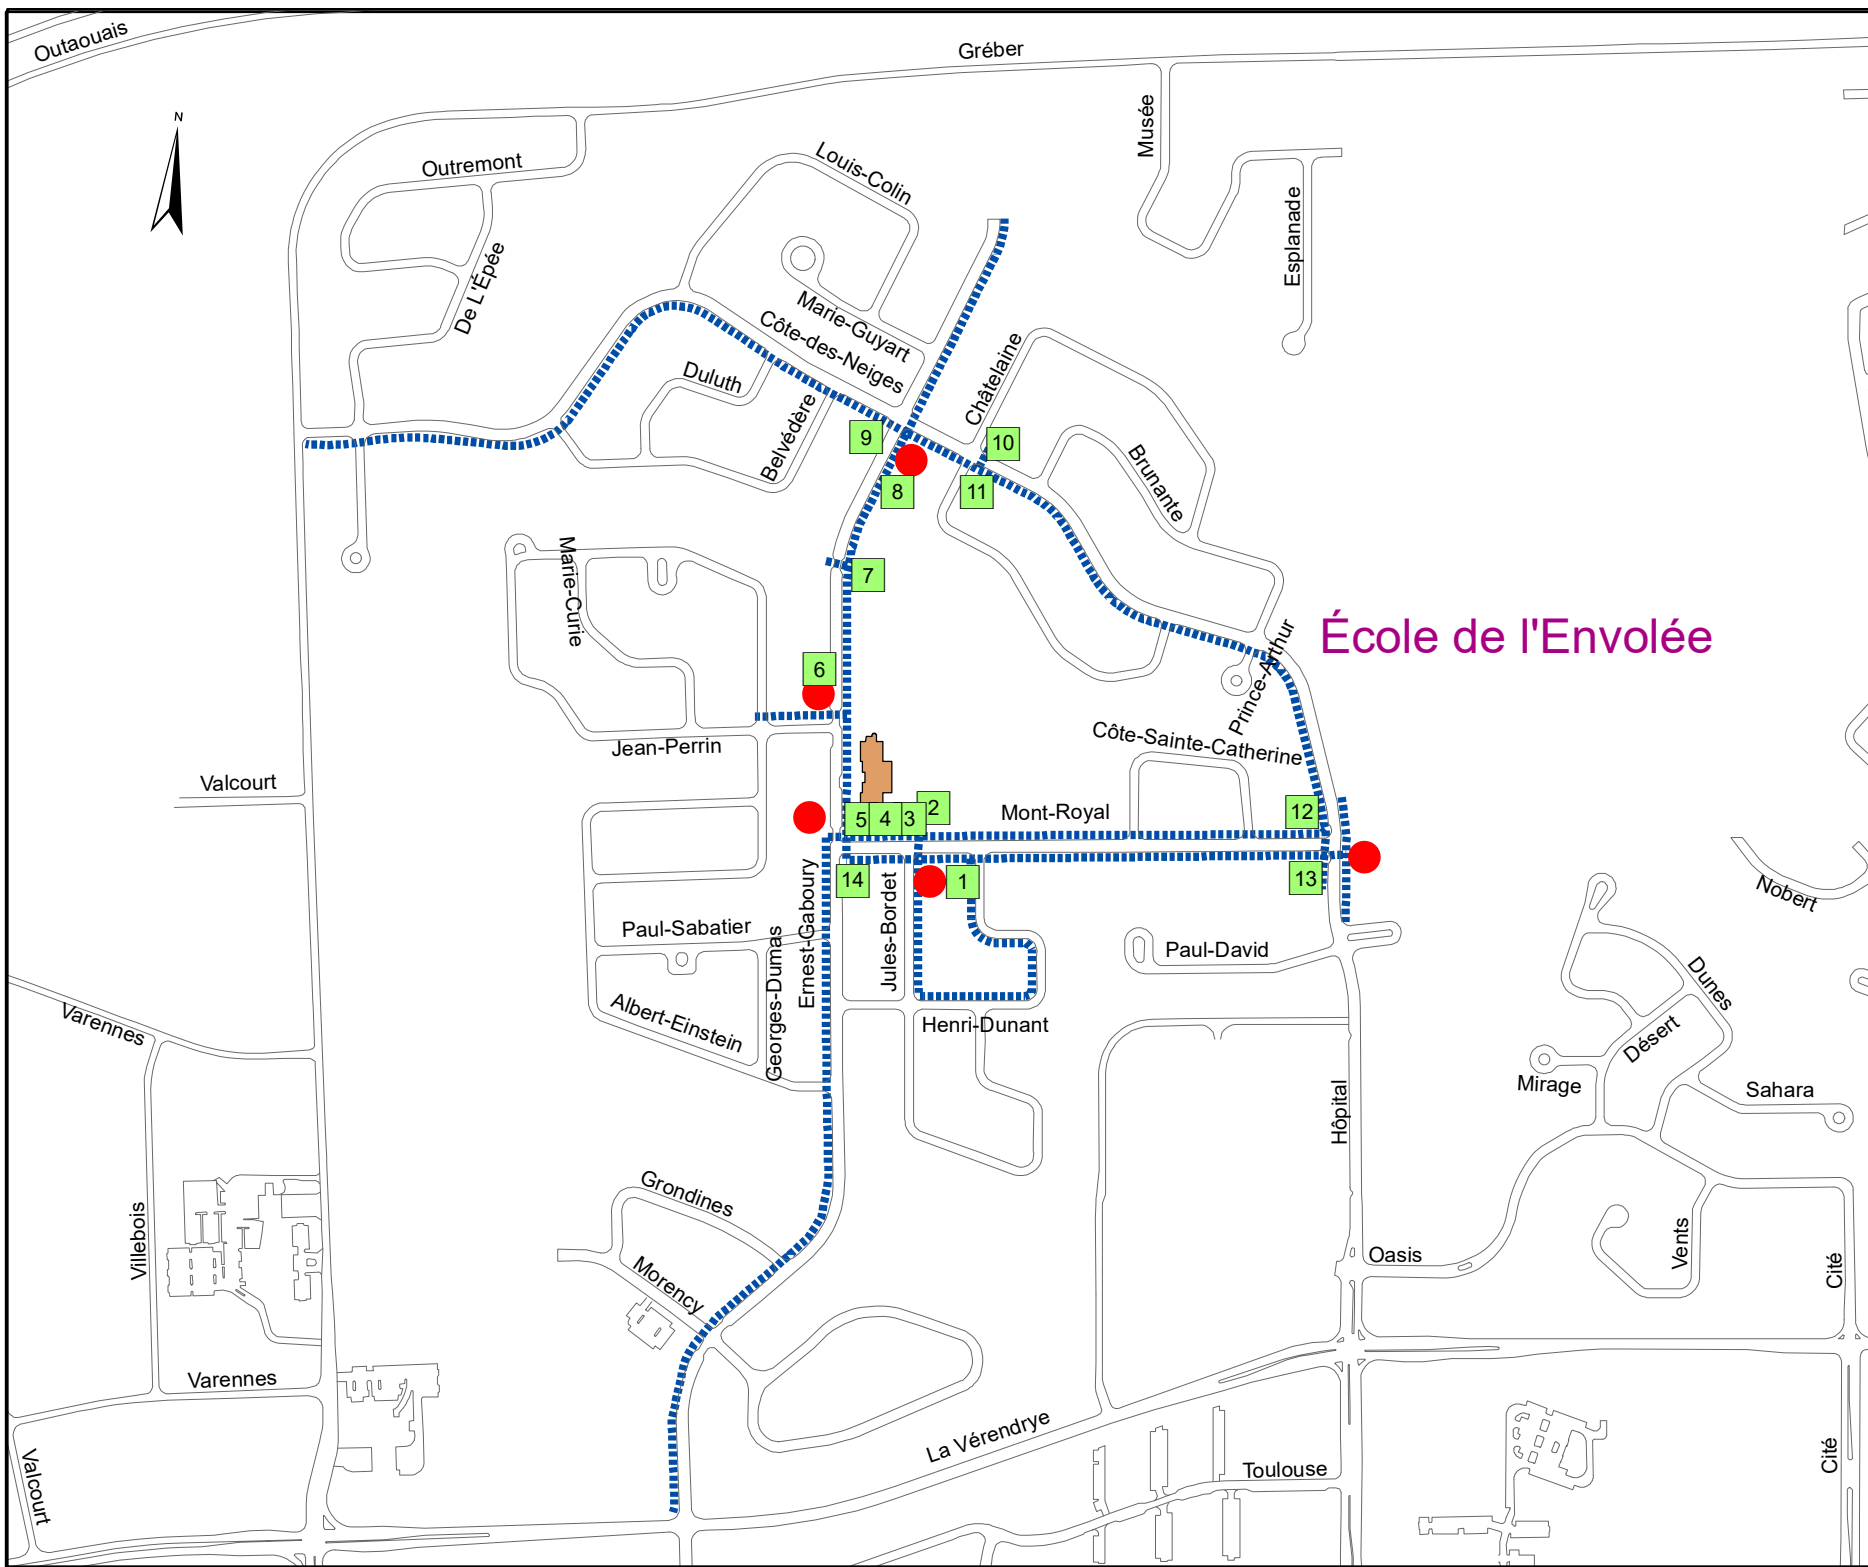 Outaouais
Gréber
N
Musée
Outremont
Louis-Colin
Esplanade
De L'Épée
Marie-Guyart
Côte-des-Neiges
Châtelaine
Duluth
Belvédère
9
10
Brunante
8
11
Marie-Curie
7
École de l'Envolée
6
Prince-Arthur
Jean-Perrin
Côte-Sainte-Catherine
Valcourt
5
4
3
2
Mont-Royal
12
14
1
13
Nobert
Ernest-Gaboury
Jules-Bordet
Paul-Sabatier
Georges-Dumas
Paul-David
Dunes
Varennes
Albert-Einstein
Henri-Dunant
Désert
Mirage
Sahara
Hôpital
Grondines
Villebois
Morency
Oasis
Vents
Cité
Varennes
La Vérendrye
Valcourt
Toulouse
Cité